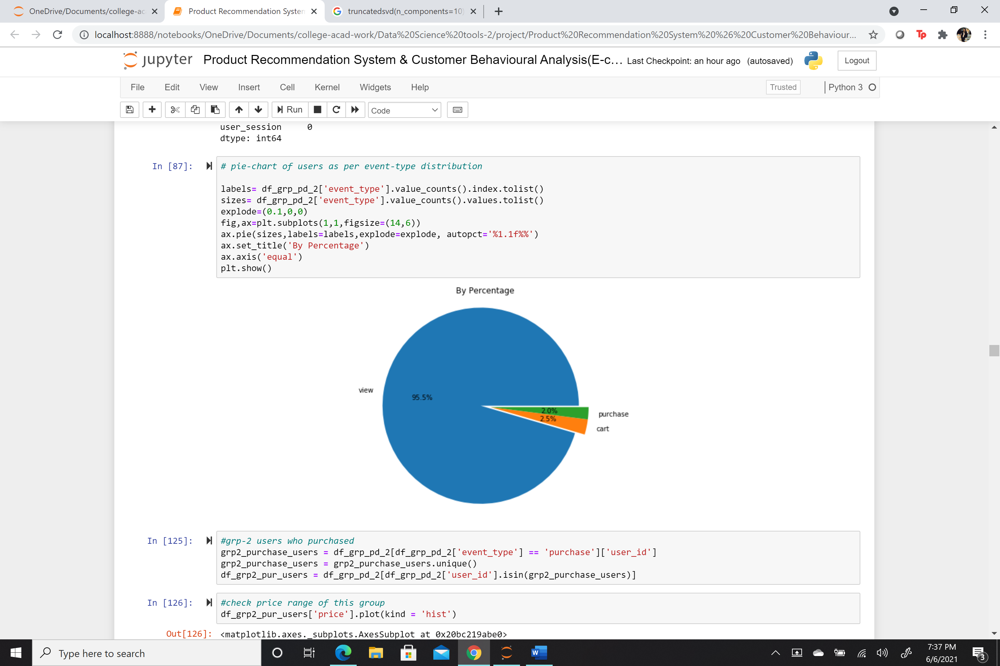 OneDrive/Documents/college-ac
Product Recommendation System
truncatedsvd(n_components=10)
localhost:8888/notebooks/OneDrive/Documents/college-acad-work/Data%20Science%20tools-2/project/Product%20Recommendation%20System%20%26%20Customer%20Behaviour...
Tp
jupyter Product Recommendation System & Customer Behavioural Analysis(E-c... Last Checkpoint: an hour ago (autosaved) Logout
File Edit View Insert Cell Kernel Widgets Help Trusted Python 3
Run Code
user_session 0
dtype: int64
In [87]: # pie-chart of users as per event-type distribution
labels= df_grp_pd_2['event_type'].value_counts().index.tolist()
sizes= df_grp_pd_2['event_type'].value_counts().values.tolist()
explode=(0.1,0,0)
fig,ax=plt.subplots(1,1,figsize=(14,6))
ax.pie(sizes,labels=labels,explode=explode, autopct='%1.1f%%')
ax.set_title('By Percentage')
ax.axis('equal')
plt.show()
By Percentage
view
95.5%
2.0%
purchase
2.5%
cart
In [125]: #grp-2 users who purchased
grp2_purchase_users = df_grp_pd_2[df_grp_pd_2['event_type'] == 'purchase']['user_id']
grp2_purchase_users = grp2_purchase_users.unique()
df_grp2_pur_users = df_grp_pd_2[df_grp_pd_2['user_id'].isin(grp2_purchase_users)]
In [126]: #check price range of this group
df_grp2_pur_users['price'].plot(kind = 'hist')
Out[126]: <matplotlib.axes._subplots.AxesSubplot at 0x20bc219abe0>
Type here to search
W
7:37 PM
6/6/2021
3